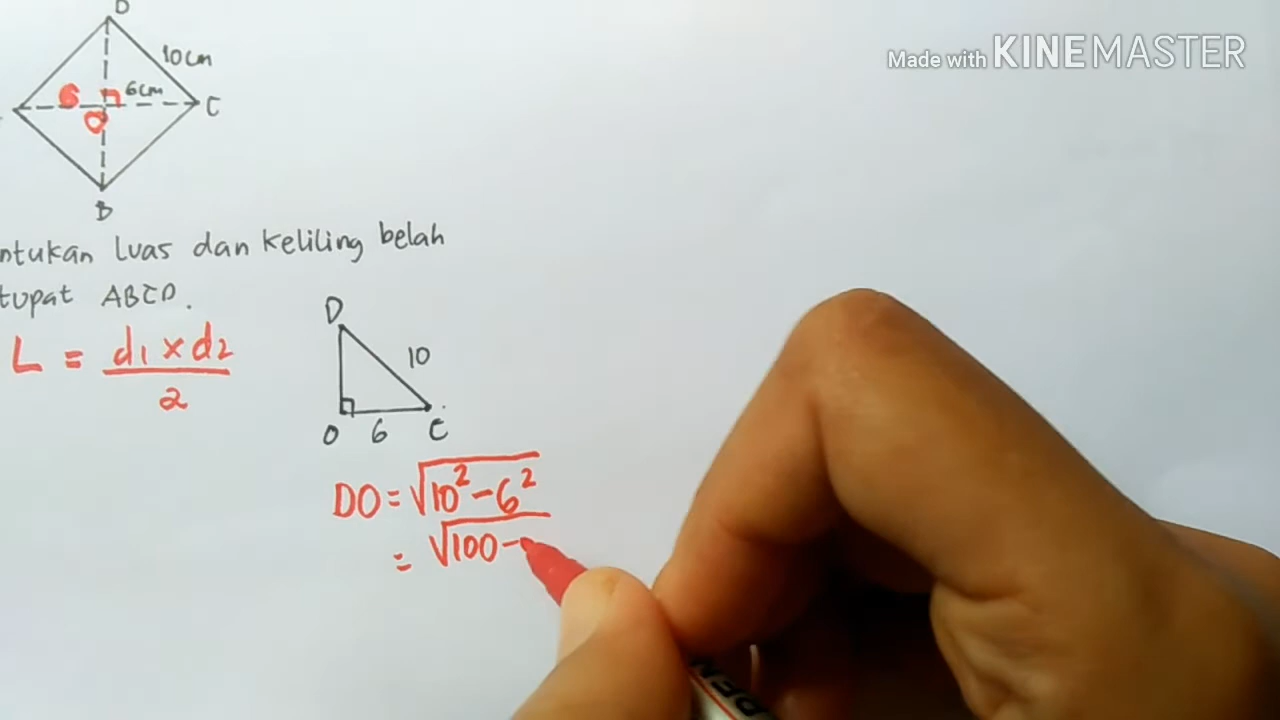 Made with KINEMASTER
D
10cm
6
6cm
C
O
B
ntukan luas dan keliling belah
tupat ABCD.
L = d1 x d2
2
D
10
O 6 C
DO = √10² - 6²
= √100 -
PEN